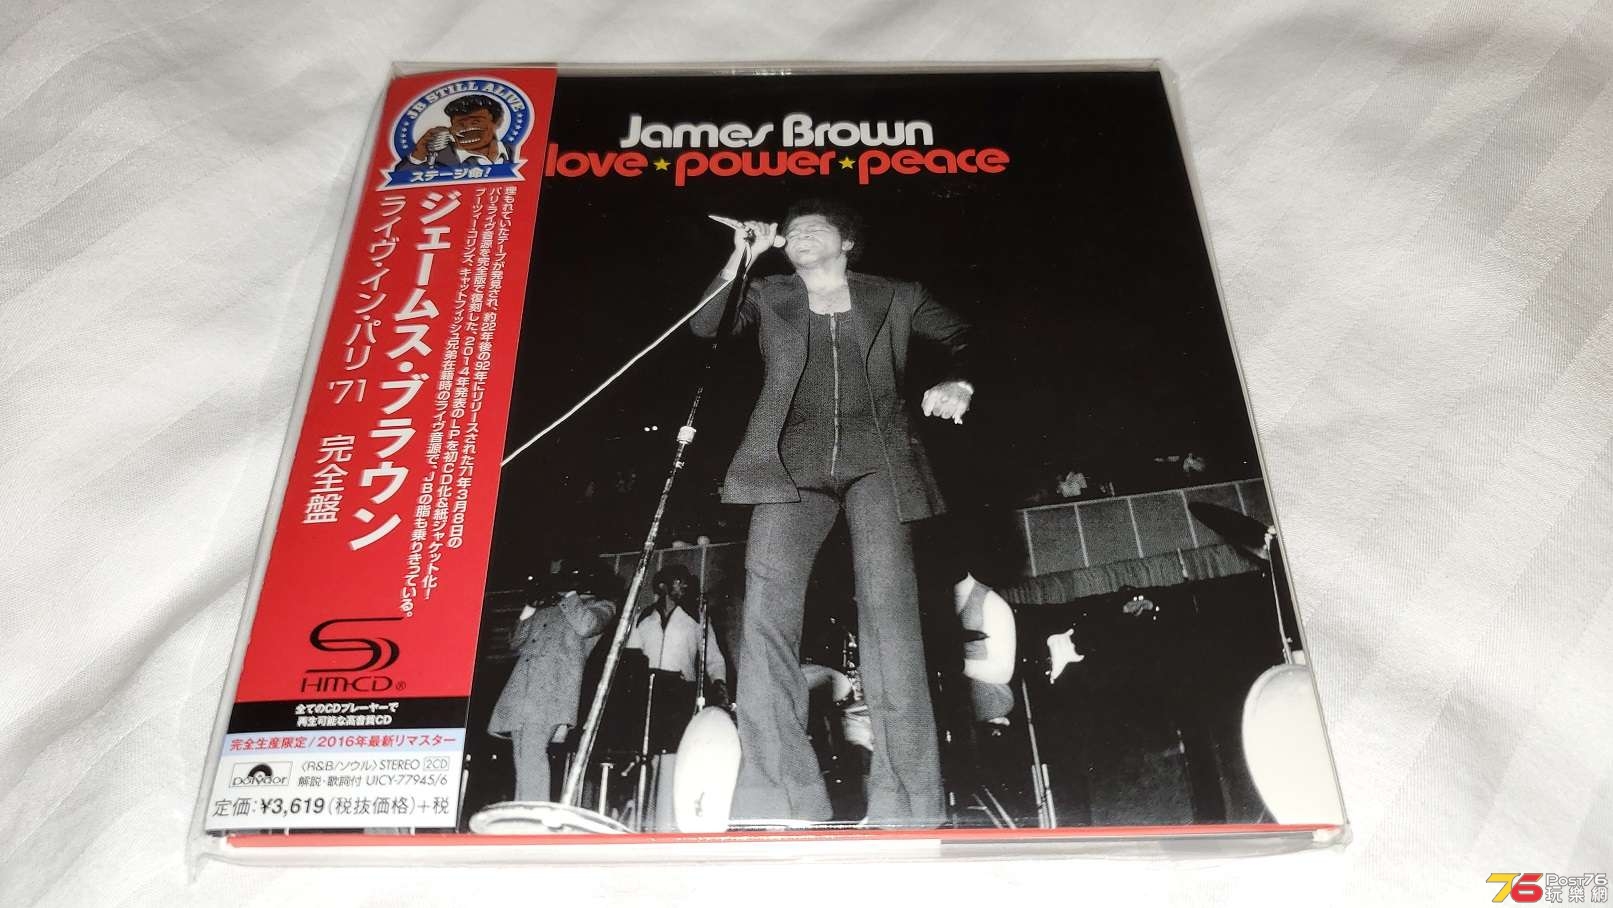 JB STILL ALIVE
ステージ命!
James Brown
love★power★peace
埋もれていたテープが発見され、約22年後の92年にリリースされた71年3月8日の
パリ・ライヴ音源を完全版で復刻した、2014年発表のLPを初CD化&紙ジャケット化!
ブーツィー・コリンズ、キャットフィッシュ兄弟在籍時のライヴ音源で、JBの脂も乗りきっている。
ジェームス・ブラウン
ライヴ・イン・パリ '71 完全盤
S
HM-CD®
全てのCDプレーヤーで
再生可能な高音質CD
完全生産限定/2016年最新リマスター
polydor
〈R&B/ソウル〉STEREO 2CD
解説・歌詞付 UICY-77945/6
定価:¥3,619(税抜価格)+税
76 Post76
玩樂網